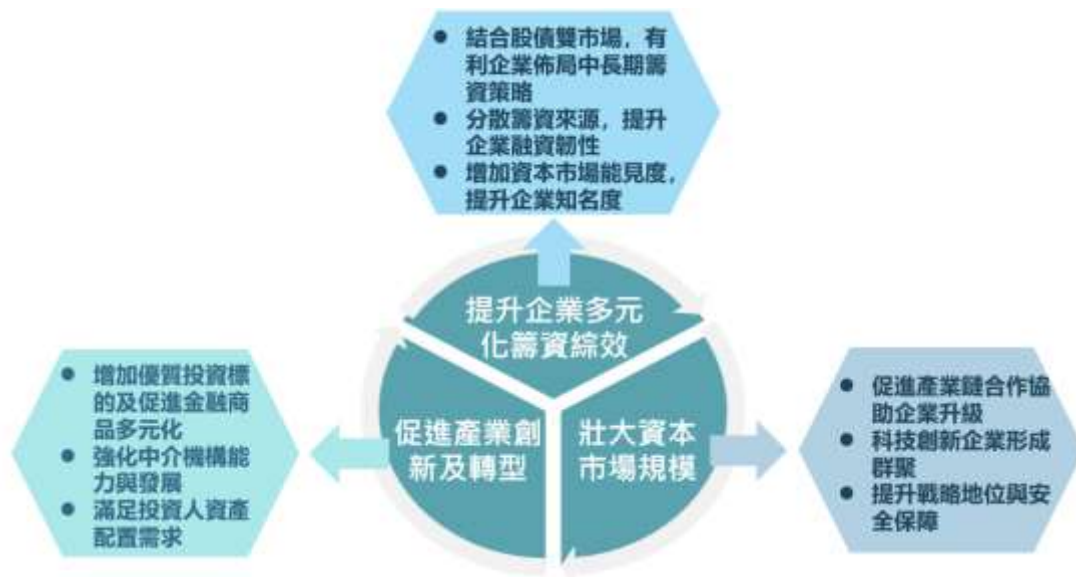 ● 結合股債雙市場，有
利企業佈局中長期籌
資策略
● 分散籌資來源，提升
企業融資韌性
● 增加資本市場能見度，
提升企業知名度
提升企業多元
化籌資綜效
● 增加優質投資標
的及促進金融商
品多元化
● 強化中介機構能
力與發展
● 滿足投資人資產
配置需求
促進產業創
新及轉型
壯大資本
市場規模
● 促進產業鏈合作協
助企業升級
● 科技創新企業形成
群聚
● 提升戰略地位與安
全保障